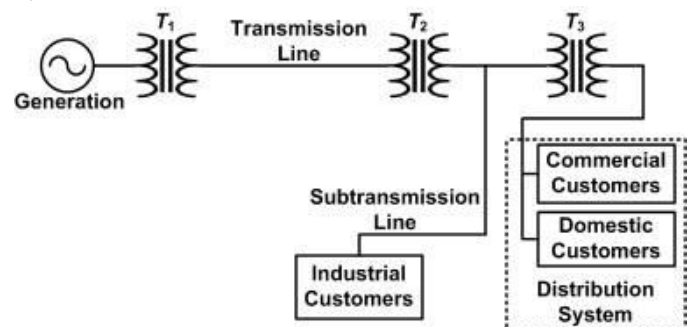 T1
T2
T3
Transmission
Line
Generation
Subtransmission
Line
Industrial
Customers
Commercial
Customers
Domestic
Customers
Distribution
System